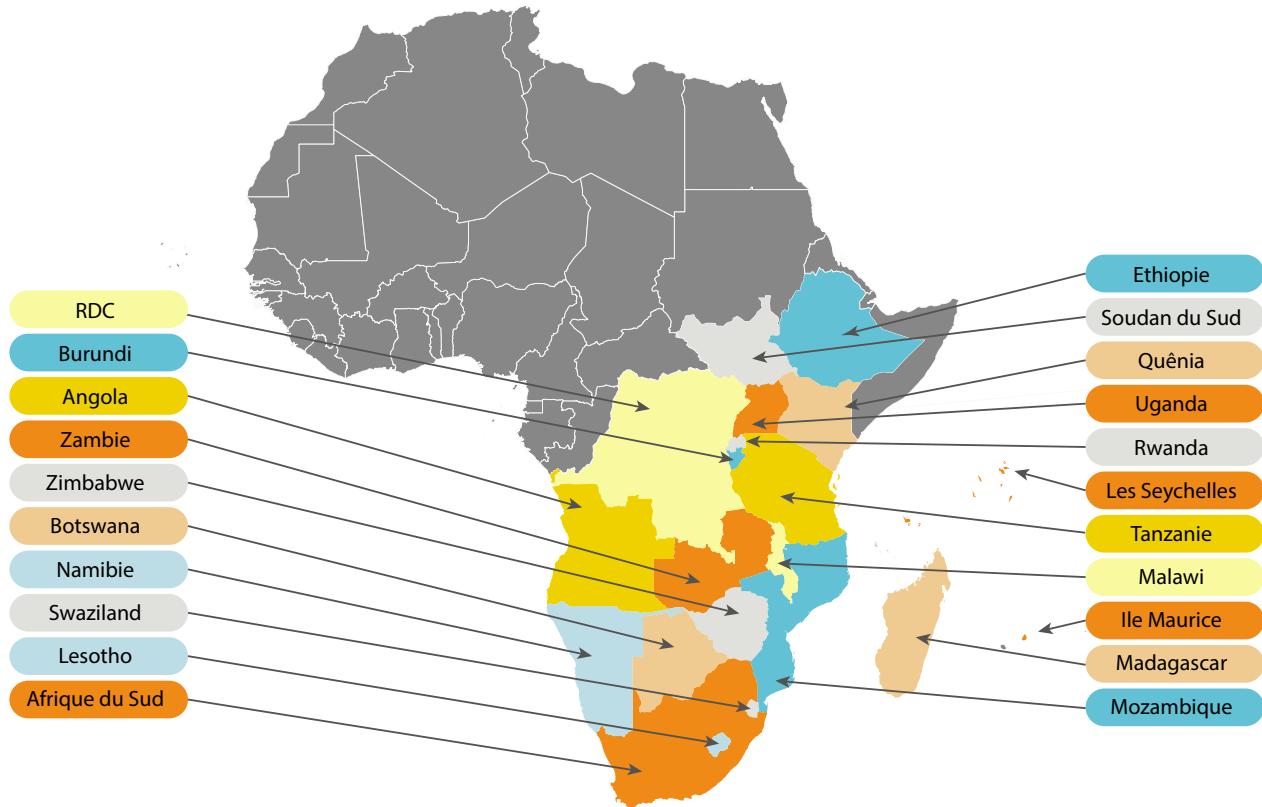 RDC
Burundi
Angola
Zambie
Zimbabwe
Botswana
Namibie
Swaziland
Lesotho
Afrique du Sud
Ethiopie
Soudan du Sud
Quênia
Uganda
Rwanda
Les Seychelles
Tanzanie
Malawi
Ile Maurice
Madagascar
Mozambique